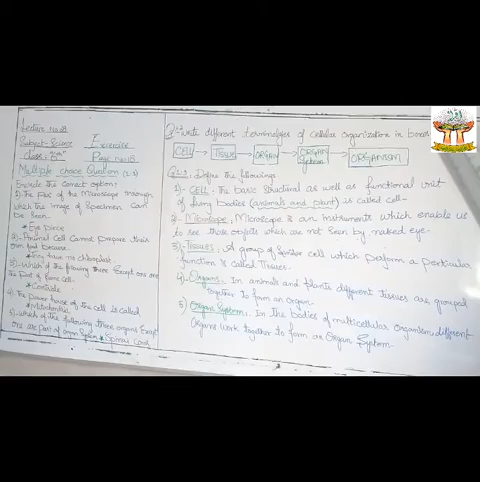 Lecture No:03
Subject- Science
Class: 6th
Exercise
Page No:18.
Multiple choice Question (1.1)
Encircle the correct option:
1)- The Part of the Microscope through
which the image of Specimen Can
be Seen.
* Eye piece
2)- Animal Cell Cannot prepare their
own food because
* They have no chloroplast.
3)- Which of the following three Except one are
the Part of Same Cell.
4)- The power house of the cell is called
* Mitochondria
5)- Which of the following three organs Except
one are Part of organ System * Spinal Cord
Write different terminologies of cellular organization in boxes
CELL → TISSUE → ORGAN → ORGAN System → ORGANISM
Define the followings
1)- CELL :- The basic Structural as well as functional unit
of living bodies (animals and plant) is called cell-
2)- Microscope :- Microscope is an instruments which enable us
to see those objects which are not seen by naked eye-
3)- Tissues :- A group of Similar cell which perform a particular
function is called Tissues-
4)- Organs :- In animals and plants different tissues are grouped
together to form an Organ-
5)- Organ System :- In the bodies of multicellular Organism different
Organs work together to form an Organ System-